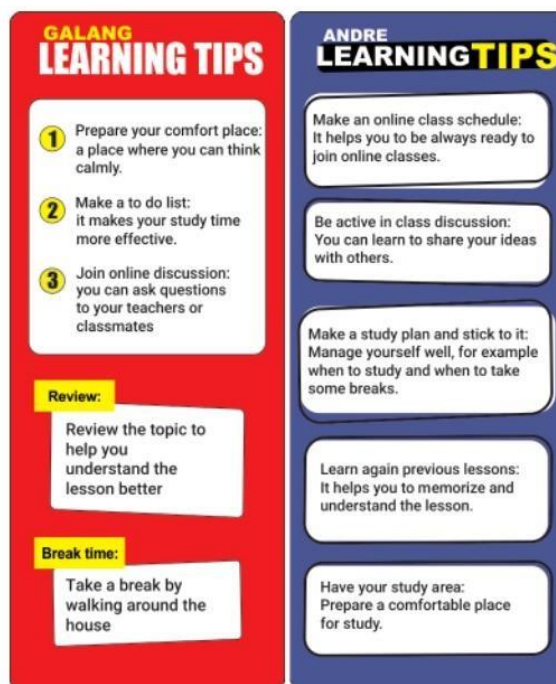 GALANG
LEARNING TIPS
1 Prepare your comfort place:
a place where you can think
calmly.
2 Make a to do list:
it makes your study time
more effective.
3 Join online discussion:
you can ask questions
to your teachers or
classmates
Review:
Review the topic to
help you
understand the
lesson better
Break time:
Take a break by
walking around the
house
ANDRE
LEARNING TIPS
Make an online class schedule:
It helps you to be always ready to
join online classes.
Be active in class discussion:
You can learn to share your ideas
with others.
Make a study plan and stick to it:
Manage yourself well, for example
when to study and when to take
some breaks.
Learn again previous lessons:
It helps you to memorize and
understand the lesson.
Have your study area:
Prepare a comfortable place
for study.